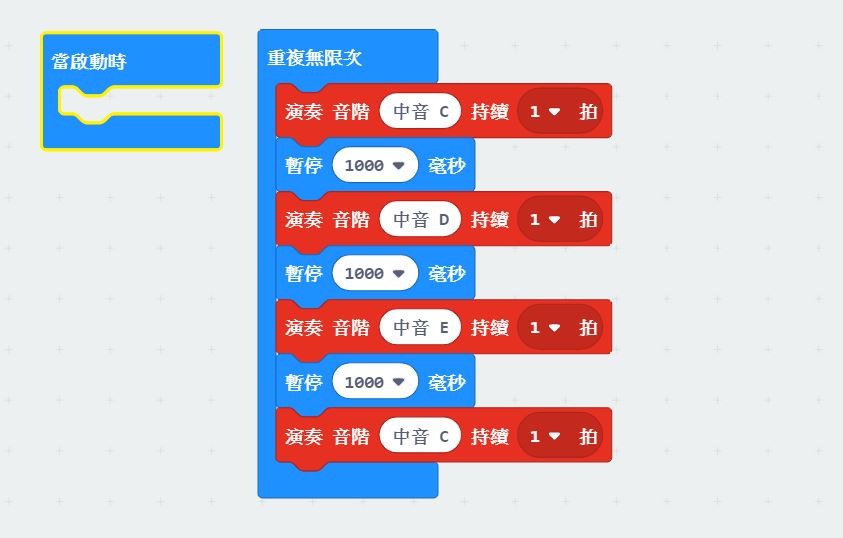 當啟動時
重複無限次
演奏 音階 中音 C 持續 1 拍
暫停 1000 毫秒
演奏 音階 中音 D 持續 1 拍
暫停 1000 毫秒
演奏 音階 中音 E 持續 1 拍
暫停 1000 毫秒
演奏 音階 中音 C 持續 1 拍